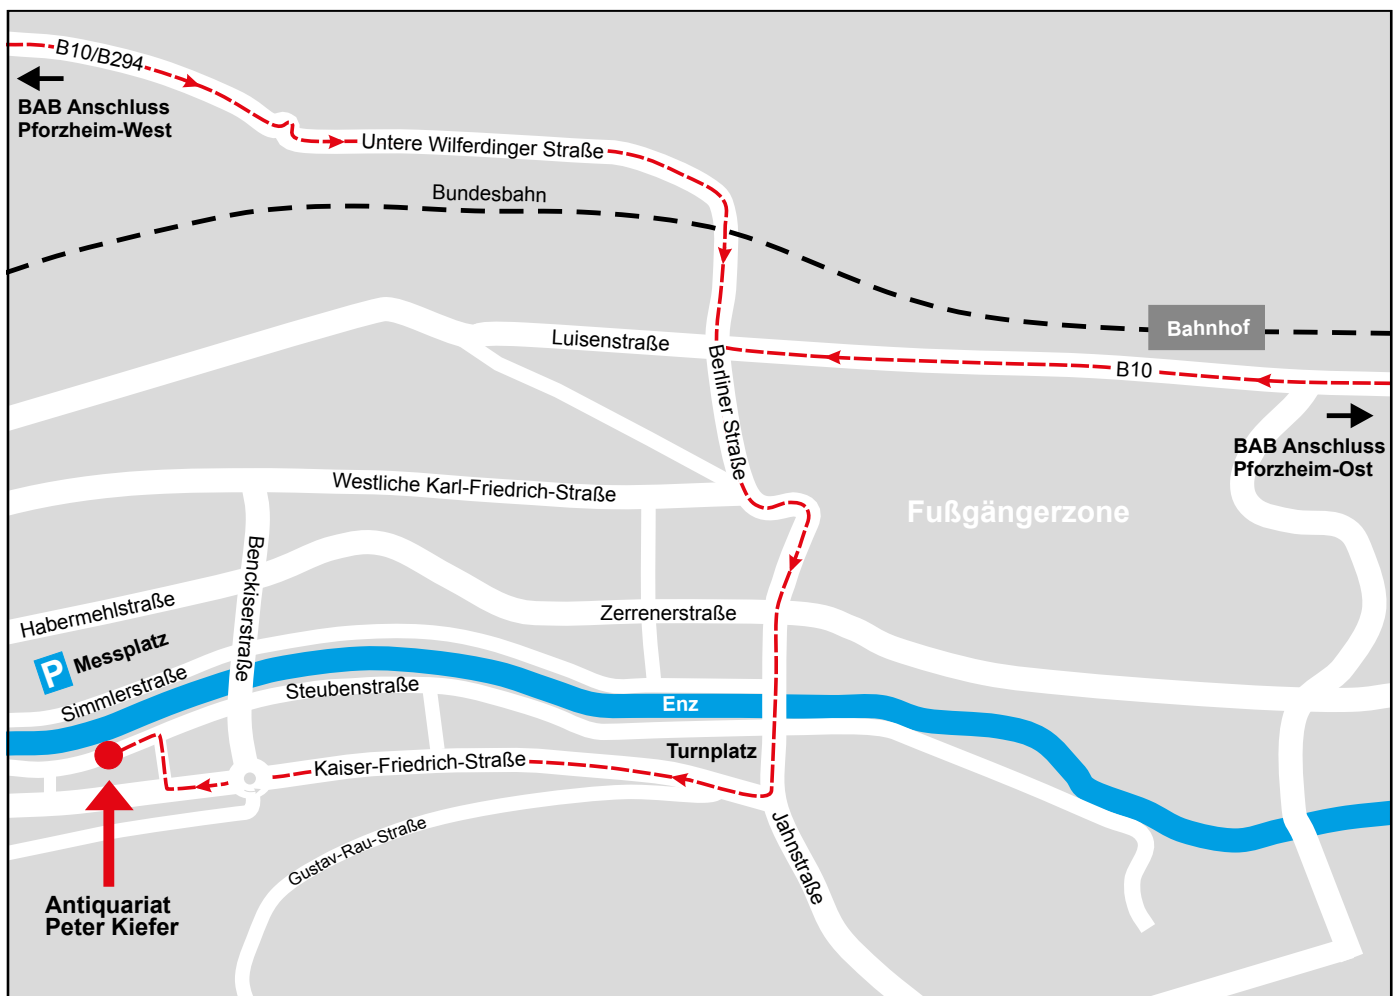 B10/B294
BAB Anschluss
Pforzheim-West
Untere Wilferdinger Straße
Bundesbahn
Bahnhof
Luisenstraße
B10
Berliner Straße
BAB Anschluss
Pforzheim-Ost
Westliche Karl-Friedrich-Straße
Fußgängerzone
Benckiserstraße
Habermehlstraße
Zerrenerstraße
P Messplatz
Simmlerstraße
Steubenstraße
Enz
Turnplatz
Kaiser-Friedrich-Straße
Gustav-Rau-Straße
Jahnstraße
Antiquariat
Peter Kiefer